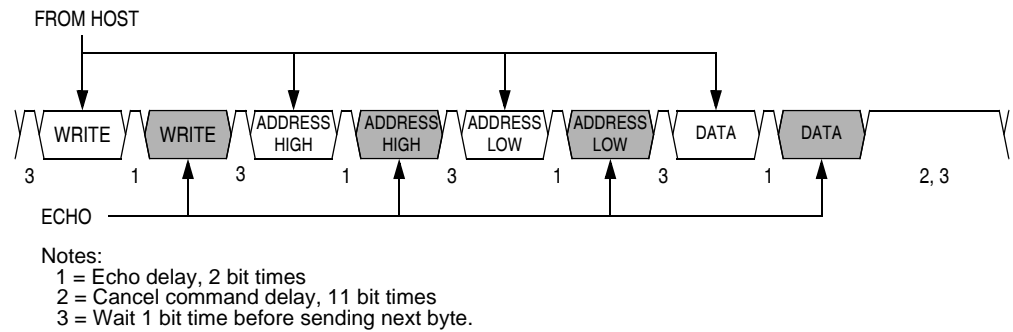 FROM HOST
WRITE WRITE ADDRESS HIGH ADDRESS HIGH ADDRESS LOW ADDRESS LOW DATA DATA
3 1 3 1 3 1 3 1 2, 3
ECHO
Notes:
1 = Echo delay, 2 bit times
2 = Cancel command delay, 11 bit times
3 = Wait 1 bit time before sending next byte.